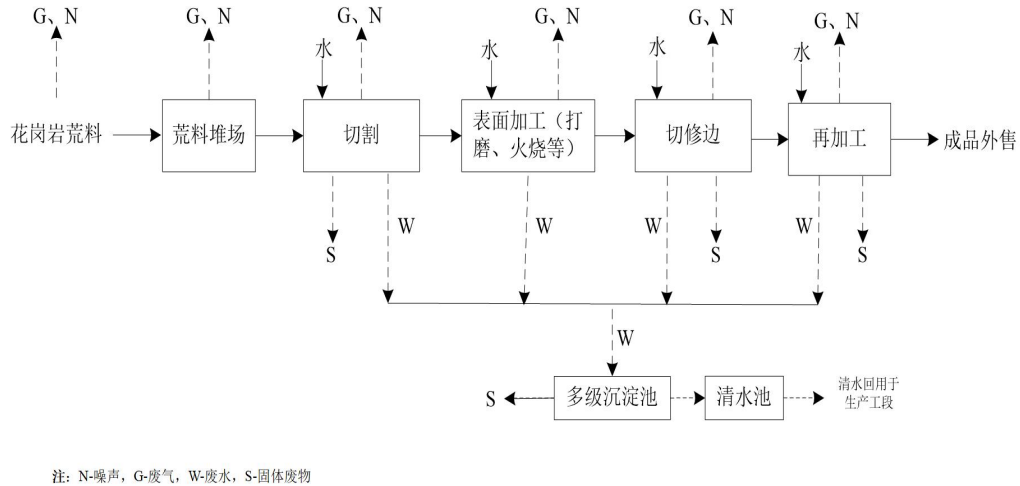 G、N
G、N
G、N
G、N
G、N
G、N
水
水
水
水
花岗岩荒料
荒料堆场
切割
表面加工（打
磨、火烧等）
切修边
再加工
成品外售
W
W
W
W
S
S
S
W
S
多级沉淀池
清水池
清水回用于
生产工段
注：N-噪声，G-废气，W-废水，S-固体废物